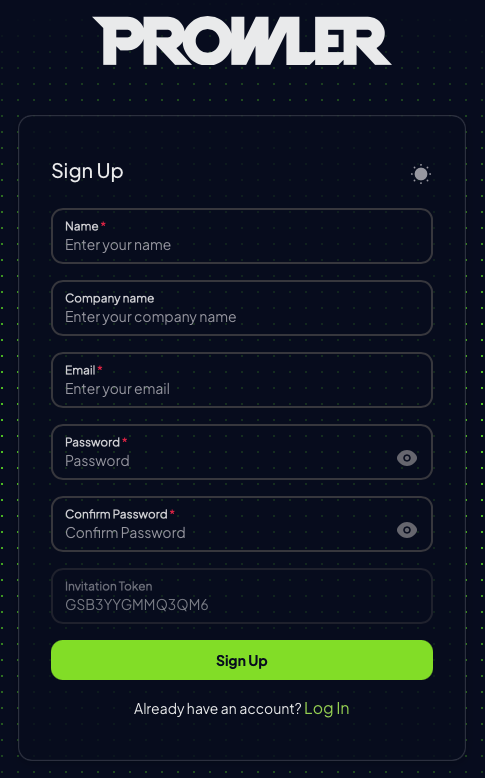 PROWLER
Sign Up
Name *
Enter your name
Company name
Enter your company name
Email *
Enter your email
Password *
Password
Confirm Password *
Confirm Password
Invitation Token
GSB3YYGMMQ3QM6
Sign Up
Already have an account? Log In